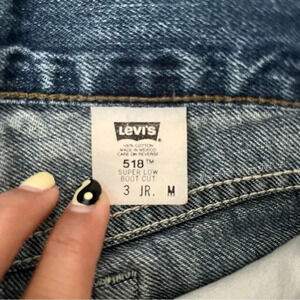 LEVI'S
100% COTTON
MADE IN MEXICO
CARE ON REVERSE
518™
SUPER LOW
BOOT CUT
3 JR. M